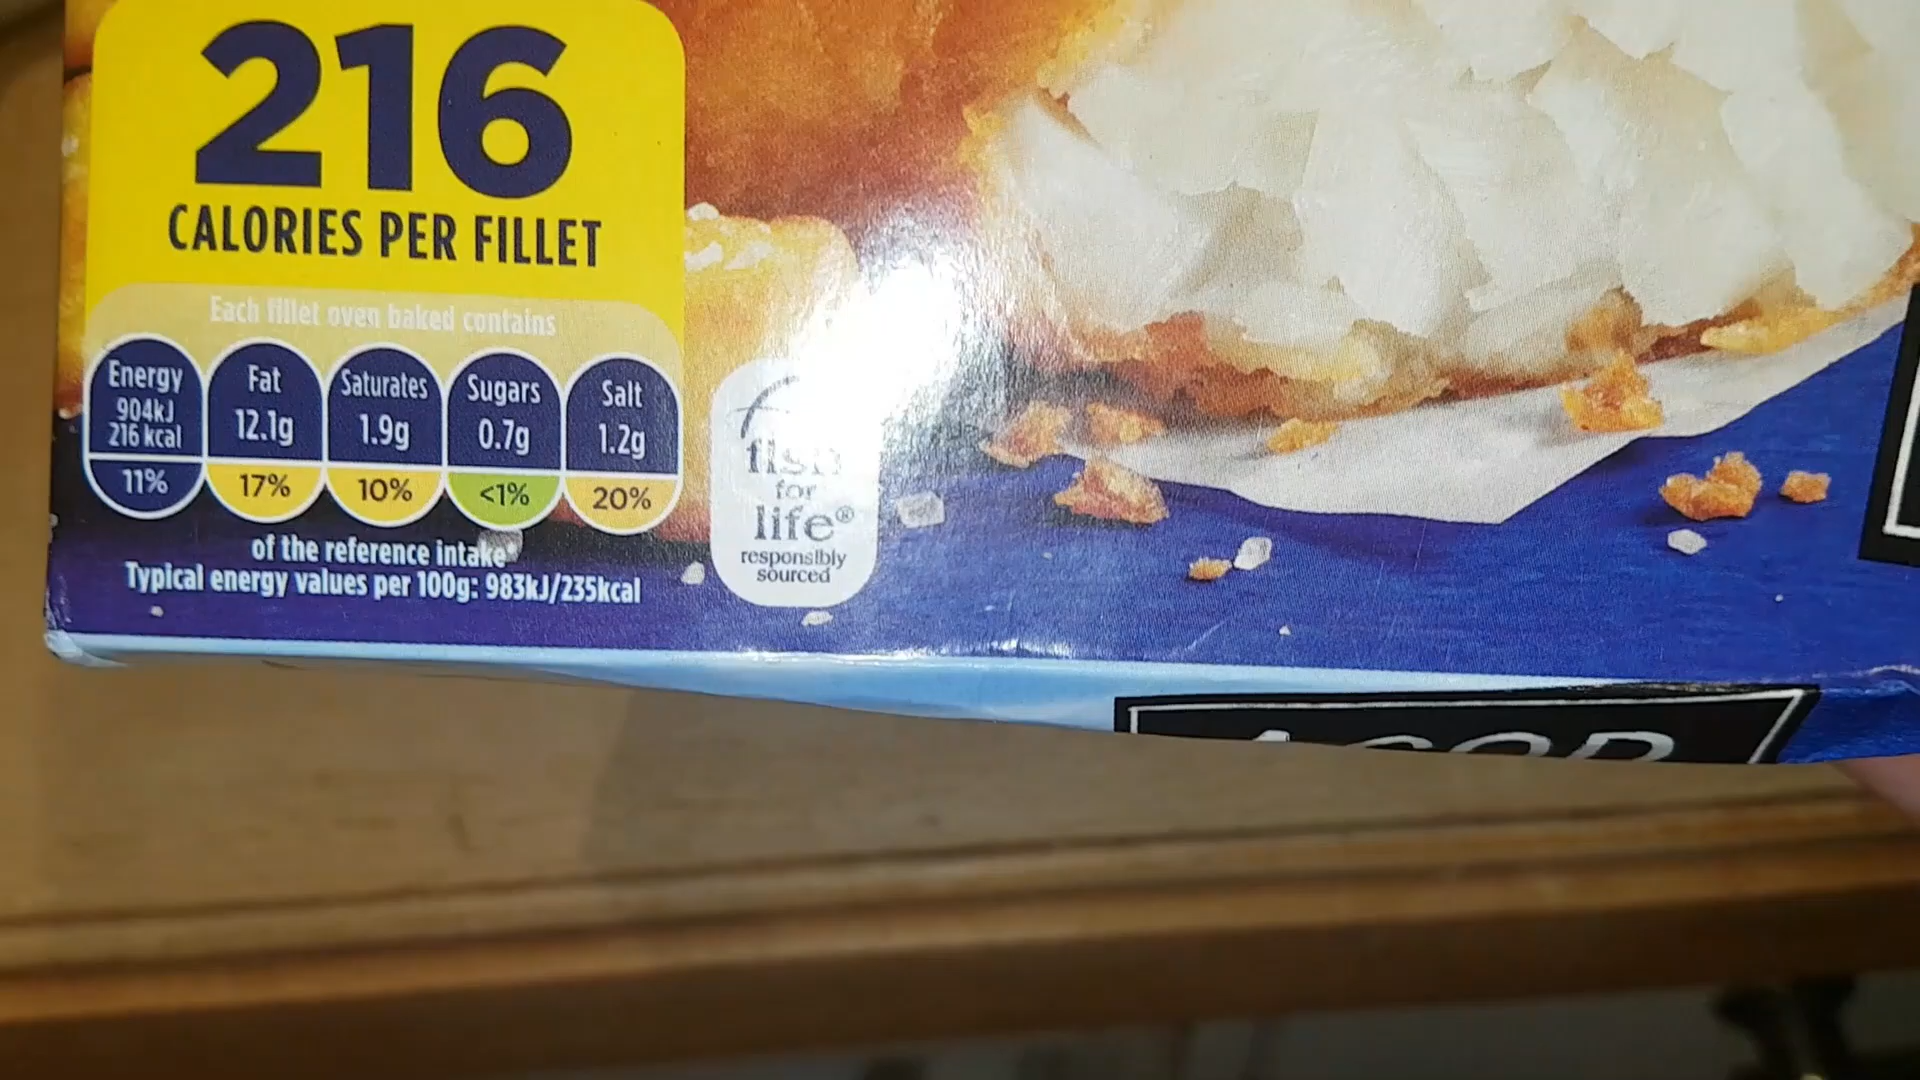 216
CALORIES PER FILLET
Each fillet oven baked contains
Energy
904kJ
216 kcal
11%
Fat
12.1g
17%
Saturates
1.9g
10%
Sugars
0.7g
<1%
Salt
1.2g
20%
of the reference intake*
Typical energy values per 100g: 983kJ/235kcal
fish
for
life®
responsibly
sourced